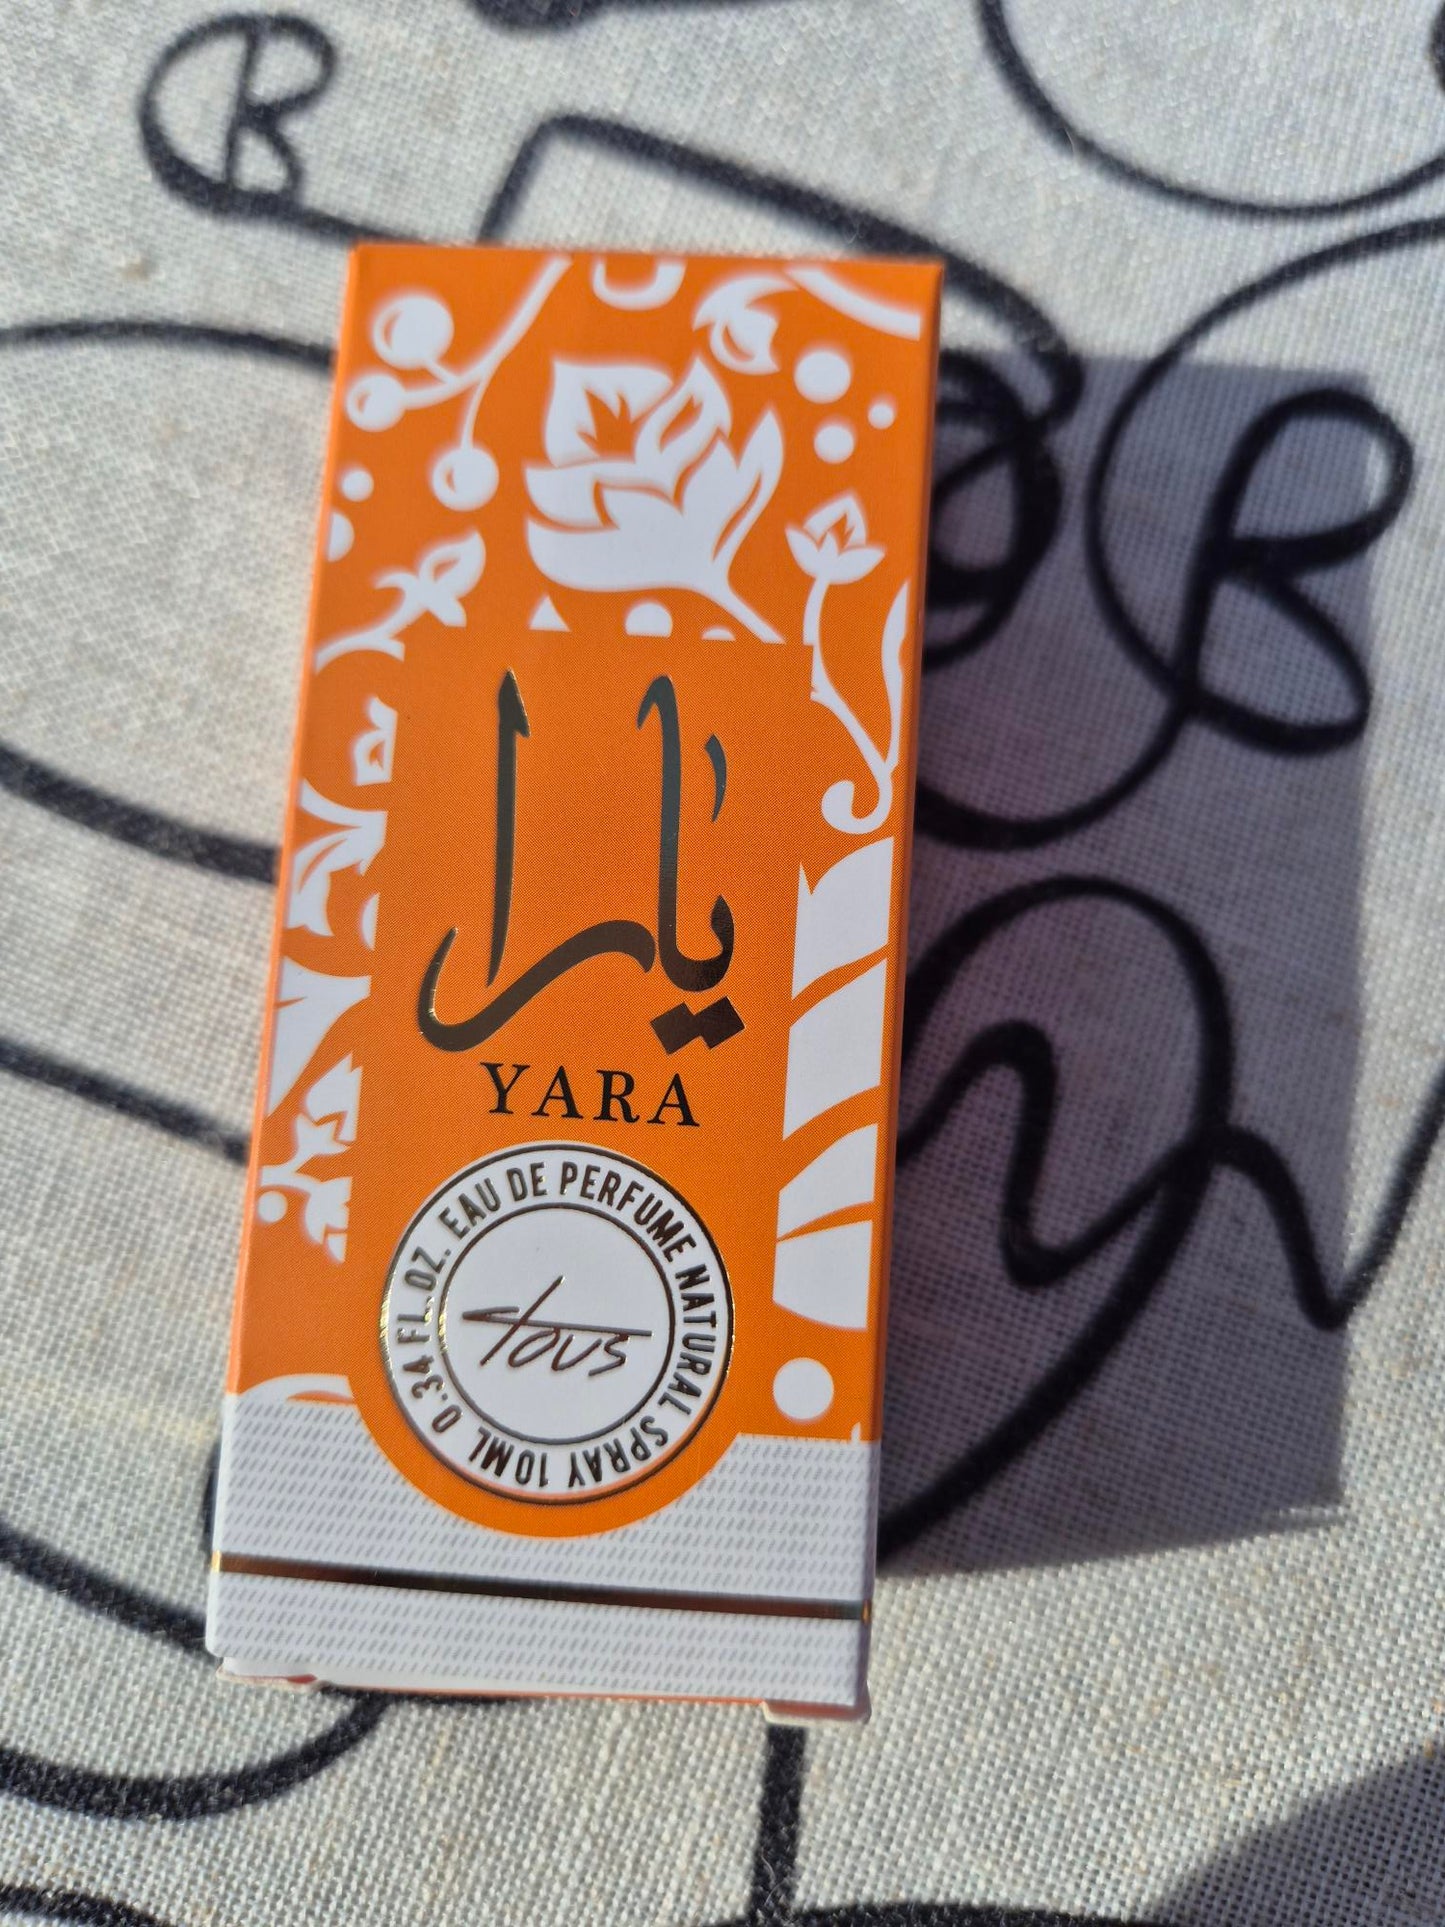 يارا
YARA
EAU DE PERFUME NATURAL SPRAY 10ML 0.34 FL.OZ.
tous